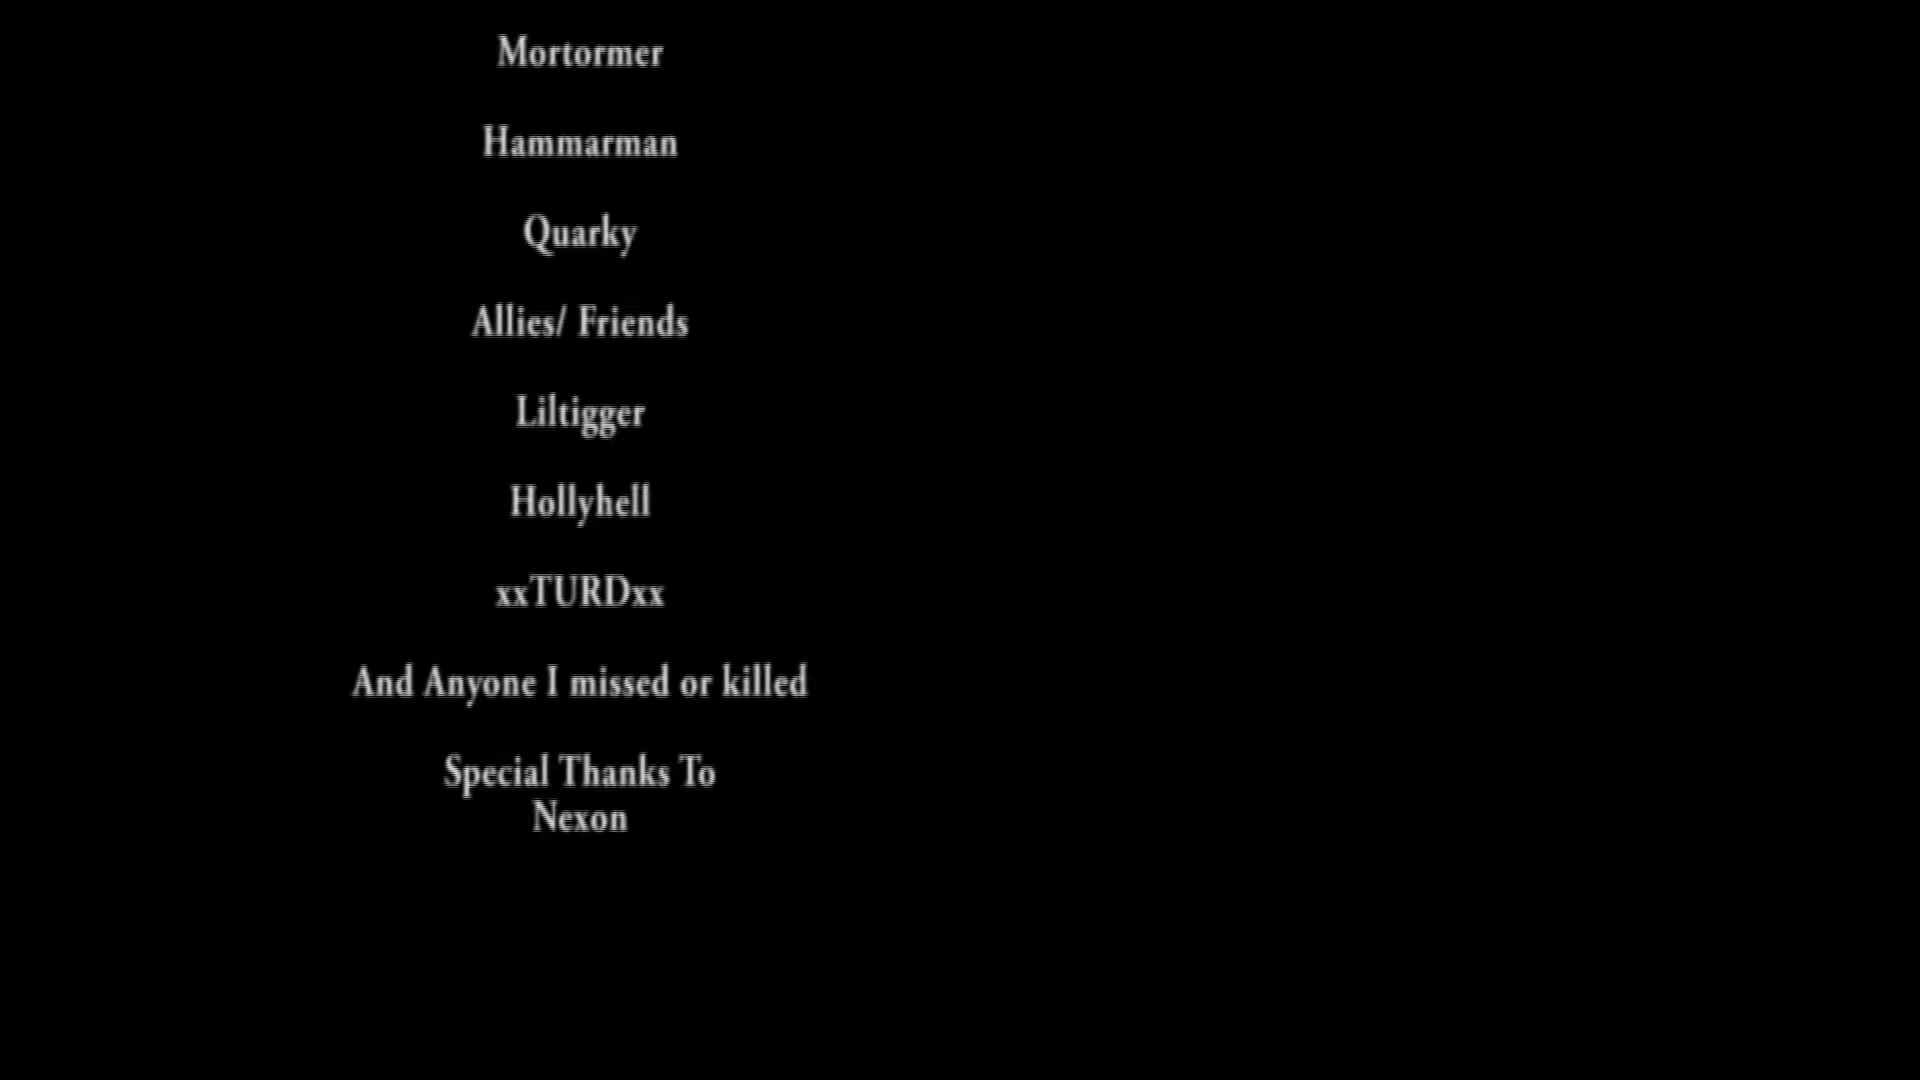 Mortormer
Hammarman
Quarky
Allies/ Friends
Liltigger
Hollyhell
xxTURDxx
And Anyone I missed or killed
Special Thanks To
Nexon